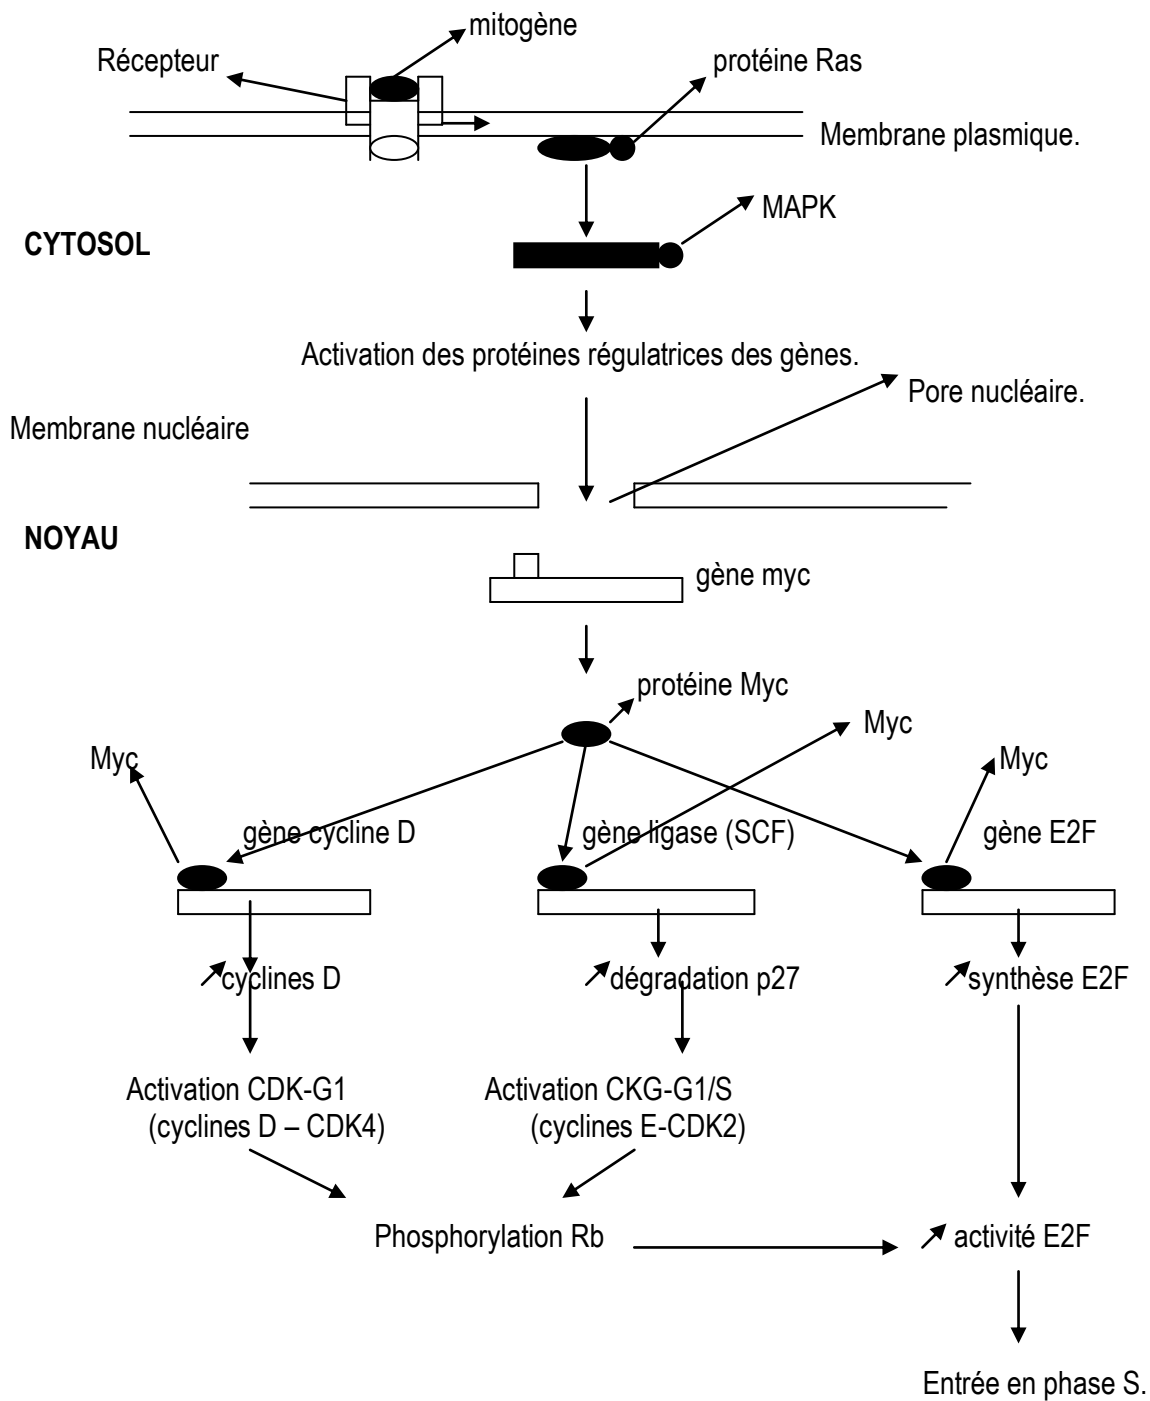 mitogène
Récepteur
protéine Ras
Membrane plasmique.
MAPK
CYTOSOL
Activation des protéines régulatrices des gènes.
Pore nucléaire.
Membrane nucléaire
NOYAU
gène myc
protéine Myc
Myc
Myc
Myc
gène cycline D
gène ligase (SCF)
gène E2F
cyclines D
dégradation p27
synthèse E2F
Activation CDK-G1
(cyclines D – CDK4)
Activation CKG-G1/S
(cyclines E-CDK2)
Phosphorylation Rb
activité E2F
Entrée en phase S.